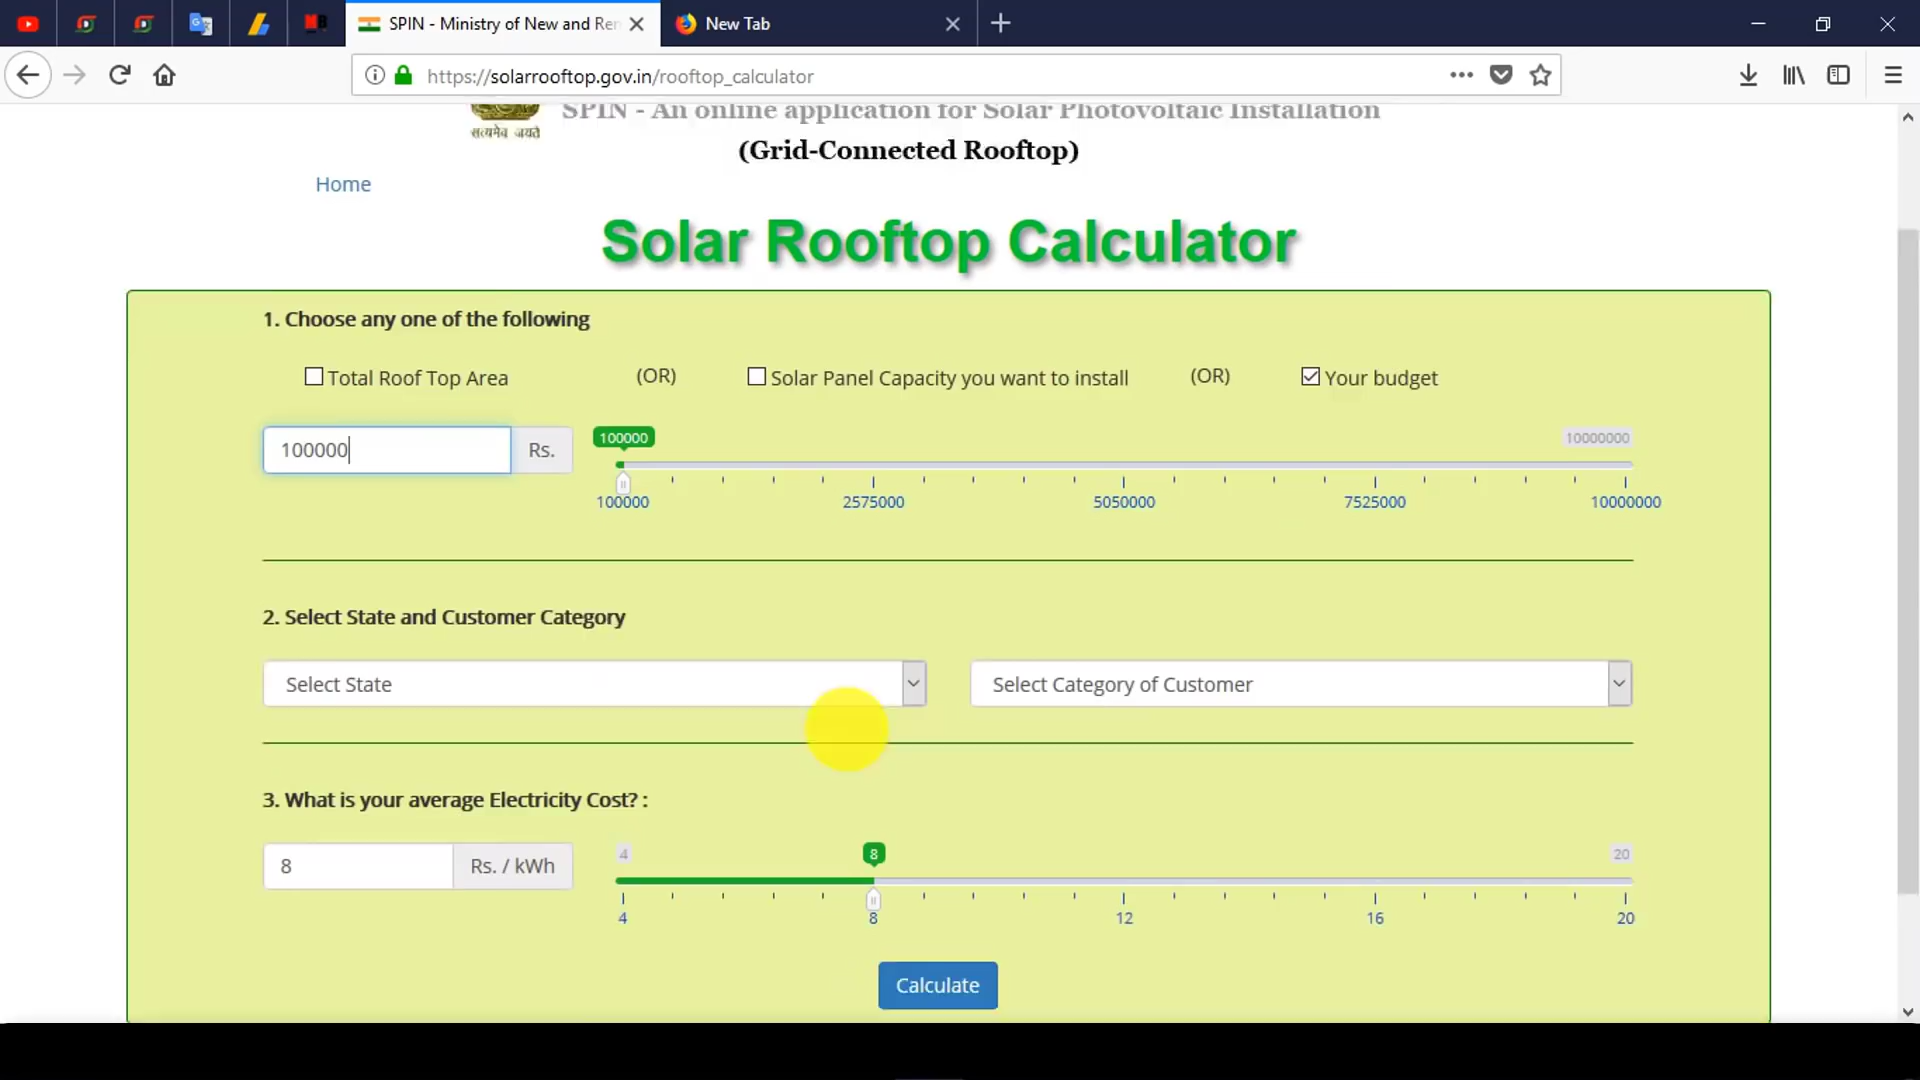 SPIN - Ministry of New and Ren
New Tab
https://solarrooftop.gov.in/rooftop_calculator
सत्यमेव जयते
SPIN - An online application for Solar Photovoltaic Installation
(Grid-Connected Rooftop)
Home
Solar Rooftop Calculator
1. Choose any one of the following
Total Roof Top Area (OR) Solar Panel Capacity you want to install (OR) Your budget
100000 Rs.
100000 10000000
100000 2575000 5050000 7525000 10000000
2. Select State and Customer Category
Select State Select Category of Customer
3. What is your average Electricity Cost? :
8 Rs. / kWh
4 8 20
4 8 12 16 20
Calculate